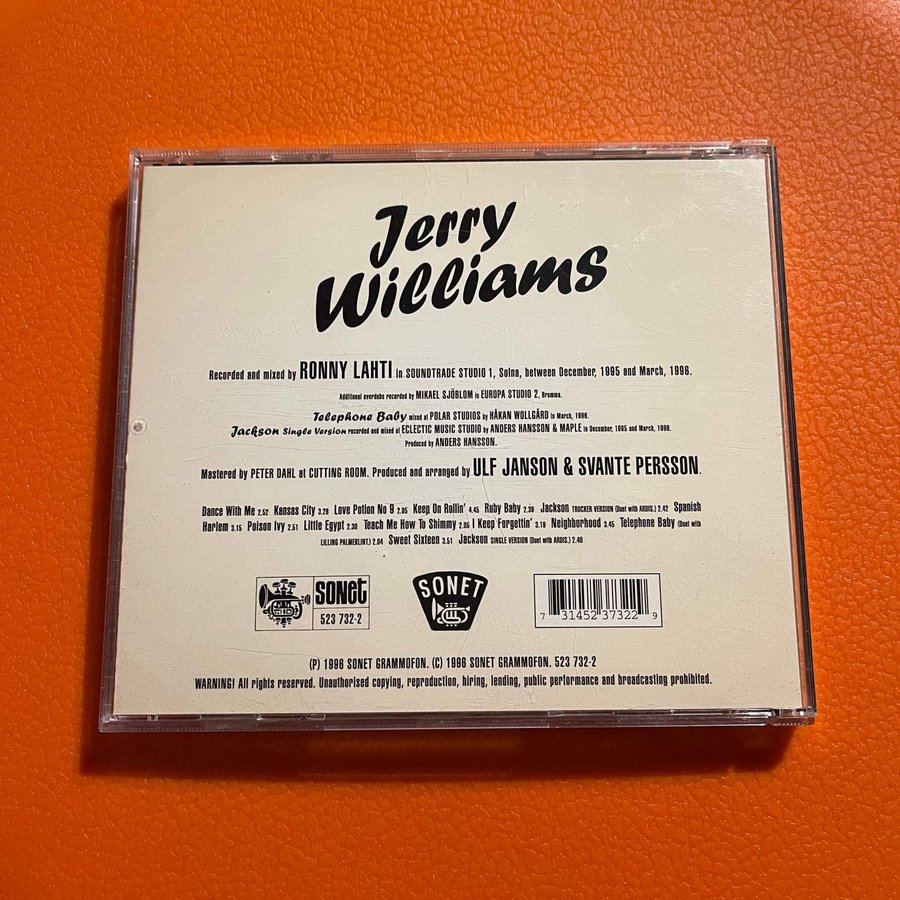 Jerry
Williams
Recorded and mixed by RONNY LAHTI in SOUNDTRADE STUDIO 1, Solna, between December, 1995 and March, 1996.
Additional overdubs recorded by MIKAEL SJÖBLOM in EUROPA STUDIO 2, Bromma.
Telephone Baby mixed at POLAR STUDIOS by HÅKAN WOLLGÅRD in March, 1996.
Jackson Single Version recorded and mixed at ECLECTIC MUSIC STUDIO by ANDERS HANSSON & MAPLE in December, 1995 and March, 1996.
Produced by ANDERS HANSSON.
Mastered by PETER DAHL at CUTTING ROOM. Produced and arranged by ULF JANSON & SVANTE PERSSON.
Dance With Me 2.52 Kansas City 3.28 Love Potion No 9 2.05 Keep On Rollin' 4.45 Ruby Baby 2.39 Jackson TRUCKER VERSION (Duet with ARDIS.) 2.42 Spanish
Harlem 3.15 Poison Ivy 2.51 Little Egypt 2.30 Teach Me How To Shimmy 2.05 I Keep Forgettin' 3.19 Neighborhood 3.45 Telephone Baby (Duet with
LILLING PALMEKLINT.) 2.04 Sweet Sixteen 3.51 Jackson SINGLE VERSION (Duet with ARDIS.) 2.40
SONET
523 732-2
SONET
7 31452 37322 9
(P) 1996 SONET GRAMMOFON. (C) 1996 SONET GRAMMOFON. 523 732-2
WARNING! All rights reserved. Unauthorised copying, reproduction, hiring, lending, public performance and broadcasting prohibited.